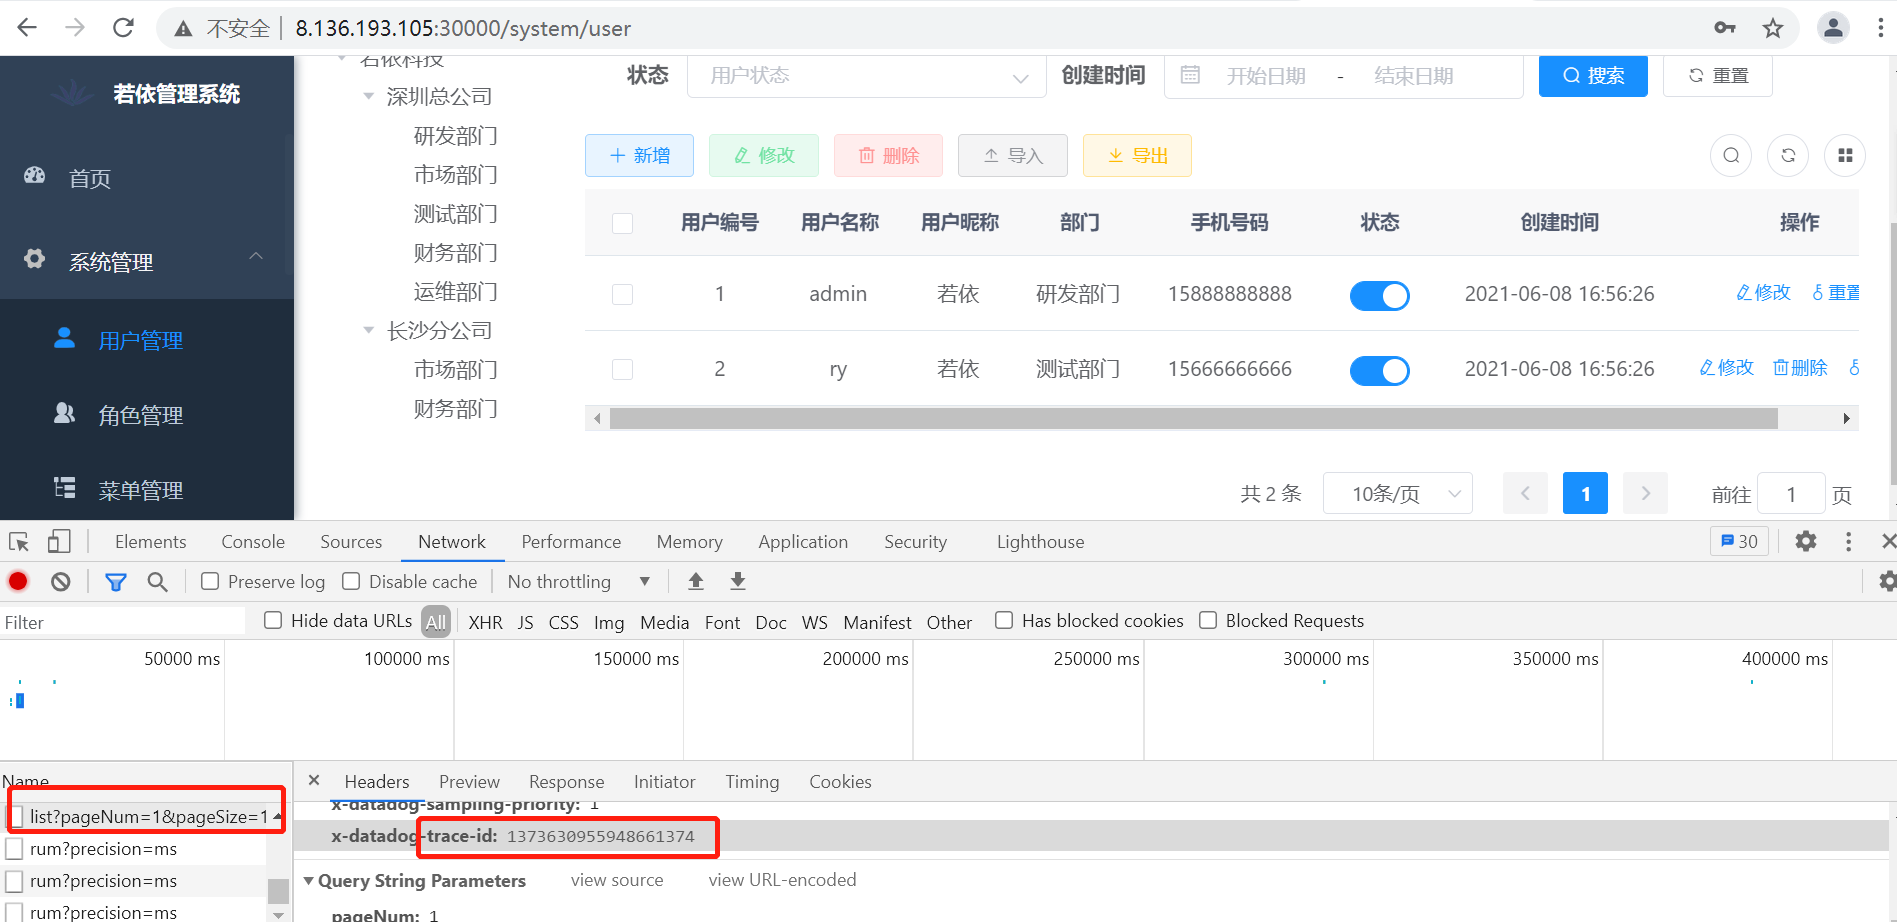 不安全 8.136.193.105:30000/system/user
若依管理系统
首页
系统管理
用户管理
角色管理
菜单管理
若依科技
深圳总公司
研发部门
市场部门
测试部门
财务部门
运维部门
长沙分公司
市场部门
财务部门
状态 用户状态 创建时间 开始日期 - 结束日期 搜索 重置
新增 修改 删除 导入 导出
用户编号 用户名称 用户昵称 部门 手机号码 状态 创建时间 操作
1 admin 若依 研发部门 15888888888 2021-06-08 16:56:26 修改 重置
2 ry 若依 测试部门 15666666666 2021-06-08 16:56:26 修改 删除
共 2 条 10条/页 1 前往 1 页
Elements Console Sources Network Performance Memory Application Security Lighthouse 30
Preserve log Disable cache No throttling
Filter Hide data URLs All XHR JS CSS Img Media Font Doc WS Manifest Other Has blocked cookies Blocked Requests
50000 ms 100000 ms 150000 ms 200000 ms 250000 ms 300000 ms 350000 ms 400000 ms
Name
list?pageNum=1&pageSize=1
rum?precision=ms
rum?precision=ms
rum?precision=ms
Headers Preview Response Initiator Timing Cookies
x-datadog-sampling-priority: 1
x-datadog-trace-id: 1373630955948661374
Query String Parameters view source view URL-encoded
pageNum: 1